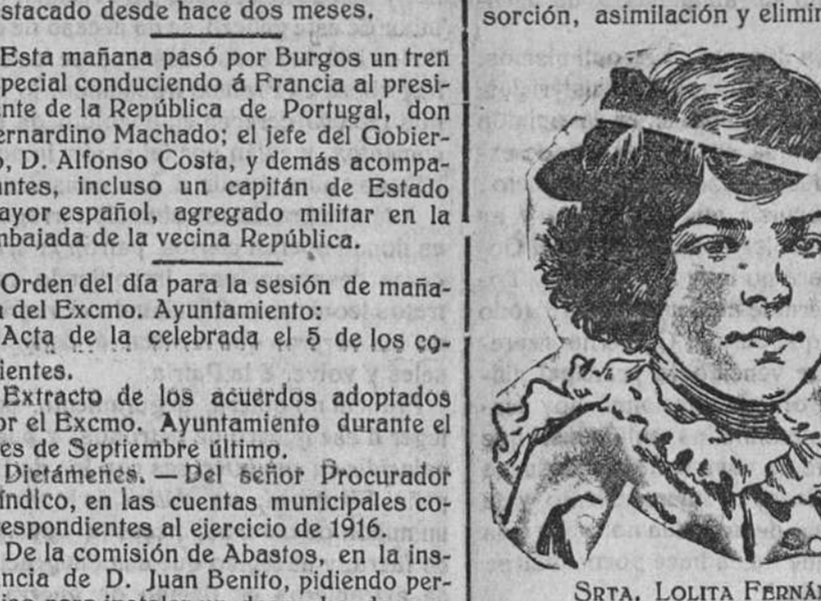 stacado desde hace dos meses.
Esta mañana pasó por Burgos un tren
special conduciendo á Francia al presi-
nte de la República de Portugal, don
ernardino Machado; el jefe del Gobier-
o, D. Alfonso Costa, y demás acompa-
antes, incluso un capitán de Estado
ayor español, agregado militar en la
mbajada de la vecina República.
Orden del día para la sesión de maña-
a del Excmo. Ayuntamiento:
Acta de la celebrada el 5 de los co-
ientes.
Extracto de los acuerdos adoptados
or el Excmo. Ayuntamiento durante el
es de Septiembre último.
Dictámenes. — Del señor Procurador
índico, en las cuentas municipales co-
espondientes al ejercicio de 1916.
De la comisión de Abastos, en la ins-
ancia de D. Juan Benito, pidiendo per-
sorción, asimilación y elimin
SRTA. LOLITA FERNÁ